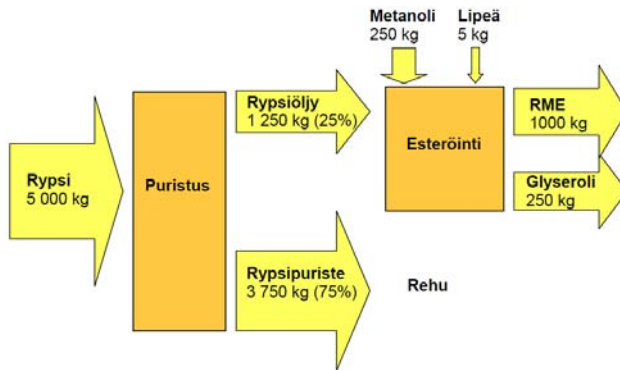 Metanoli
250 kg
Lipeä
5 kg
Rypsi
5 000 kg
Puristus
Rypsiöljy
1 250 kg (25%)
Esteröinti
RME
1000 kg
Glyseroli
250 kg
Rypsipuriste
3 750 kg (75%)
Rehu